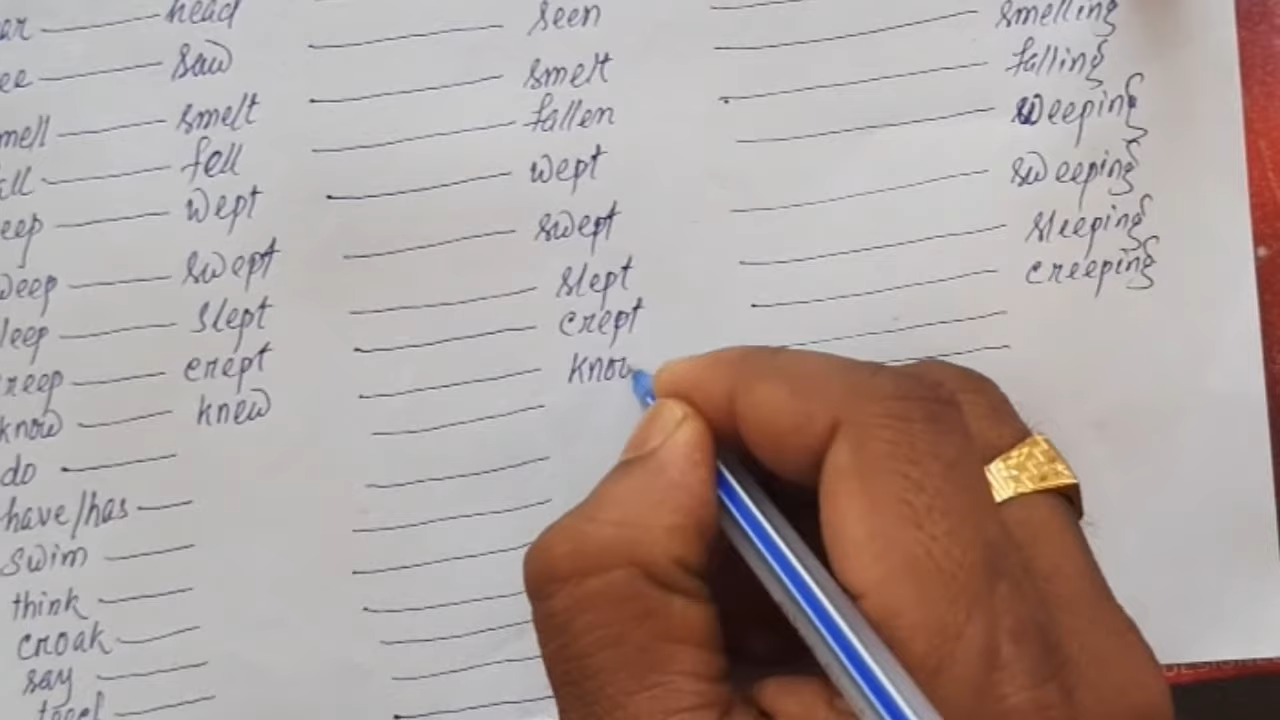 head seen smelling
saw smelt falling
smelt fallen weeping
fell wept sweeping
wept swept sleeping
swept slept creeping
slept crept
crept know
know knew
do
have/has
swim
think
croak
say